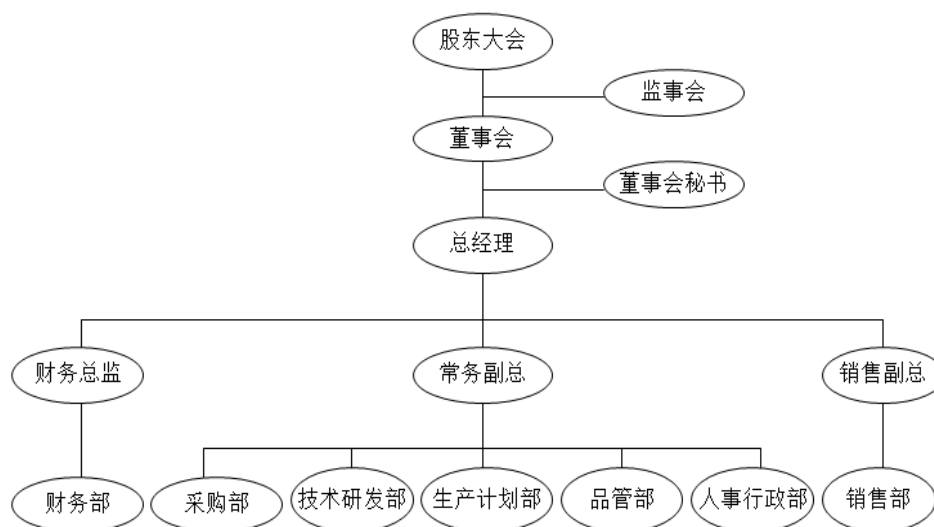 股东大会
监事会
董事会
董事会秘书
总经理
财务总监
常务副总
销售副总
财务部
采购部
技术研发部
生产计划部
品管部
人事行政部
销售部